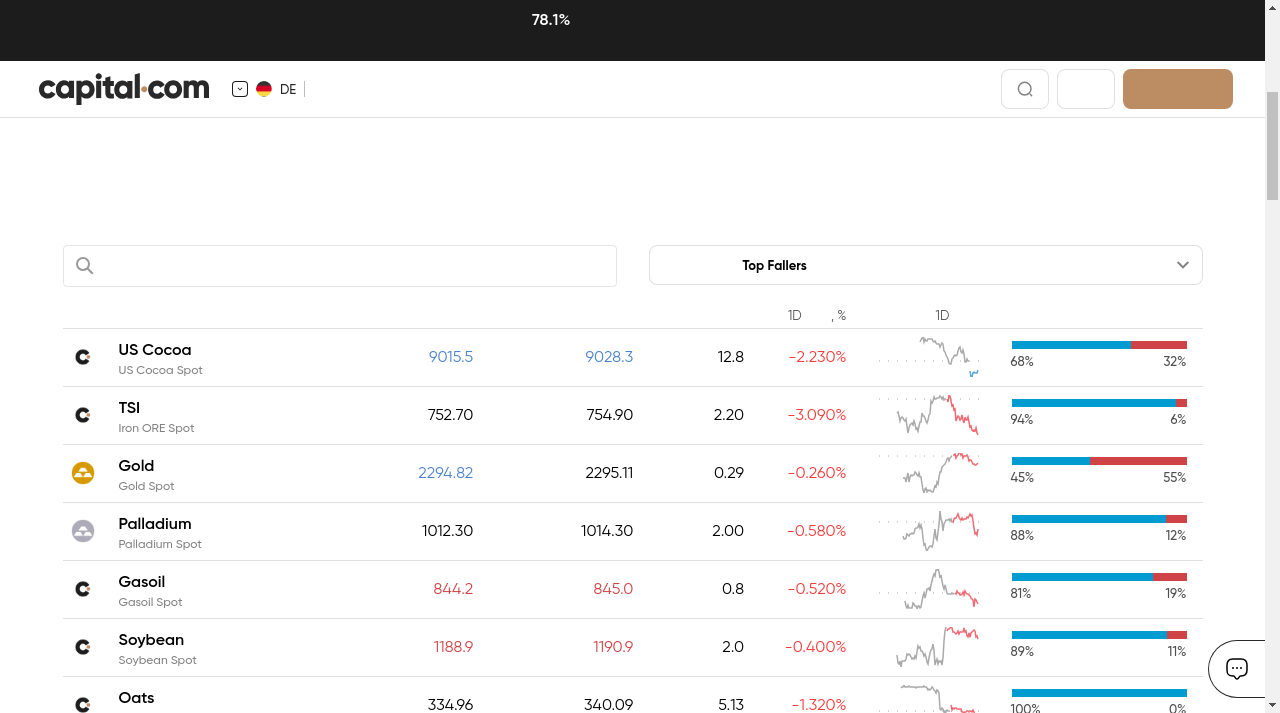 78.1%
capital.com
DE
Top Fallers
1D , % 1D
US Cocoa 9015.5 9028.3 12.8 -2.230% 68% 32%
US Cocoa Spot
TSI 752.70 754.90 2.20 -3.090% 94% 6%
Iron ORE Spot
Gold 2294.82 2295.11 0.29 -0.260% 45% 55%
Gold Spot
Palladium 1012.30 1014.30 2.00 -0.580% 88% 12%
Palladium Spot
Gasoil 844.2 845.0 0.8 -0.520% 81% 19%
Gasoil Spot
Soybean 1188.9 1190.9 2.0 -0.400% 89% 11%
Soybean Spot
Oats 334.96 340.09 5.13 -1.320% 100% 0%